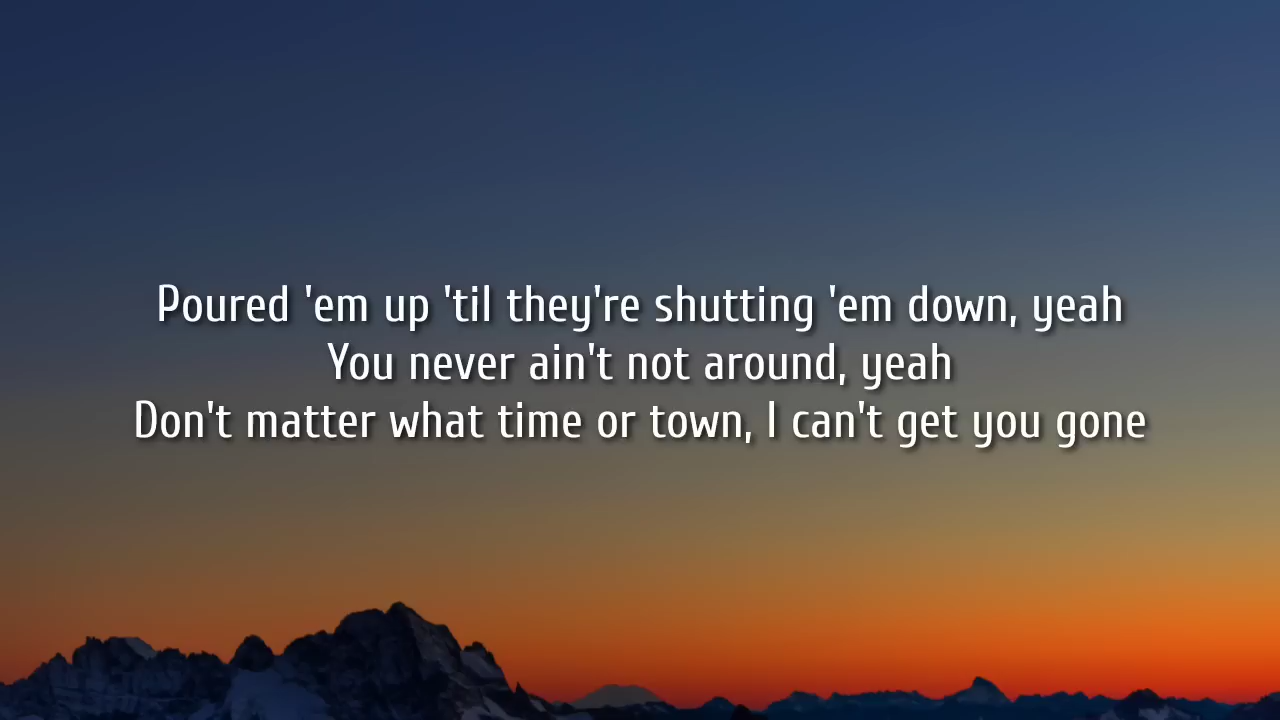 Poured 'em up 'til they're shutting 'em down, yeah
You never ain't not around, yeah
Don't matter what time or town, I can't get you gone